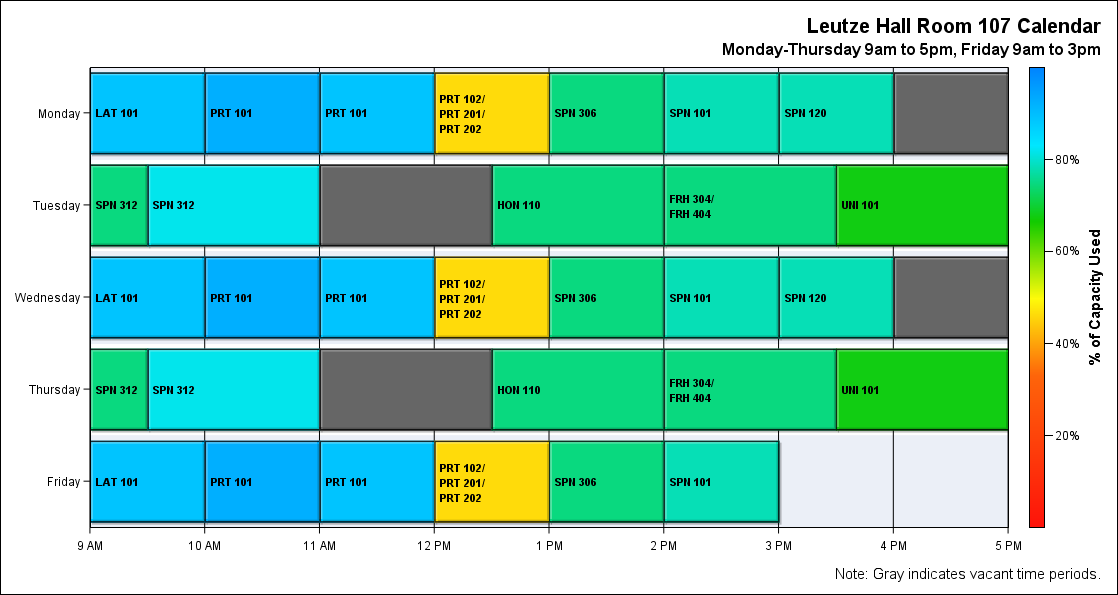 Leutze Hall Room 107 Calendar
Monday-Thursday 9am to 5pm, Friday 9am to 3pm
Monday
LAT 101
PRT 101
PRT 101
PRT 102/
PRT 201/
PRT 202
SPN 306
SPN 101
SPN 120
Tuesday
SPN 312
SPN 312
HON 110
FRH 304/
FRH 404
UNI 101
Wednesday
LAT 101
PRT 101
PRT 101
PRT 102/
PRT 201/
PRT 202
SPN 306
SPN 101
SPN 120
Thursday
SPN 312
SPN 312
HON 110
FRH 304/
FRH 404
UNI 101
Friday
LAT 101
PRT 101
PRT 101
PRT 102/
PRT 201/
PRT 202
SPN 306
SPN 101
9 AM
10 AM
11 AM
12 PM
1 PM
2 PM
3 PM
4 PM
5 PM
80%
60%
40%
20%
% of Capacity Used
Note: Gray indicates vacant time periods.